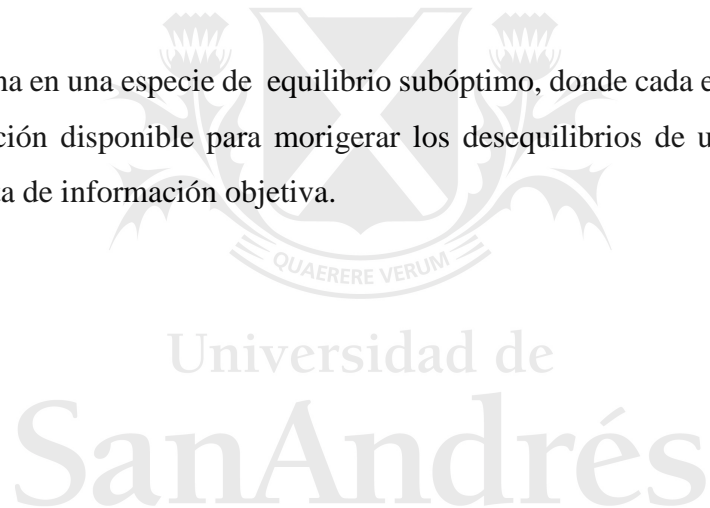 na en una especie de equilibrio subóptimo, donde cada e
ción disponible para morigerar los desequilibrios de u
a de información objetiva.
QUAERERE VERUM
Universidad de
SanAndrés